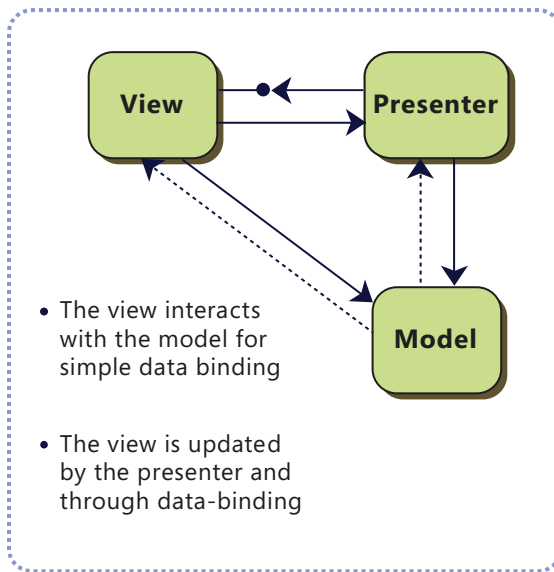 View
Presenter
Model
• The view interacts
with the model for
simple data binding
• The view is updated
by the presenter and
through data-binding